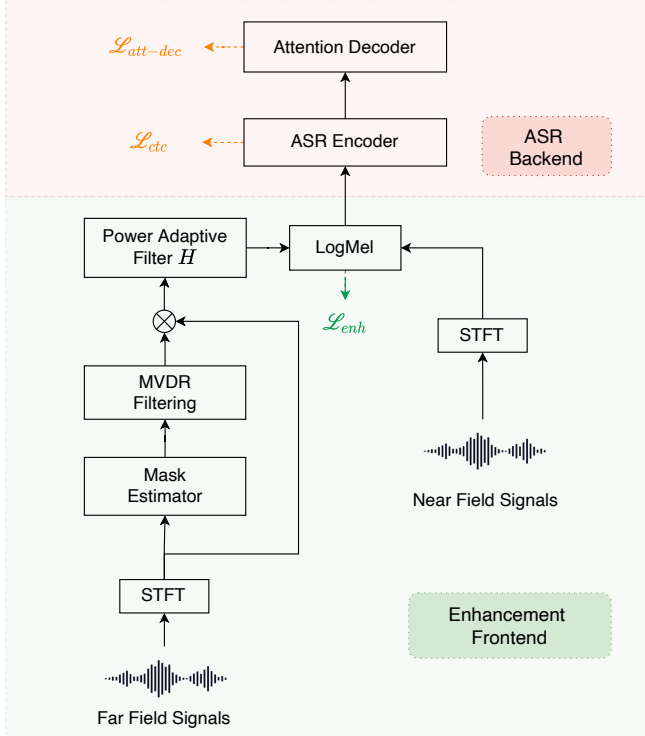 Attention Decoder
ℒatt−dec
ASR Encoder
ℒctc
ASR
Backend
Power Adaptive
Filter H
LogMel
ℒenh
STFT
MVDR
Filtering
Mask
Estimator
Near Field Signals
STFT
Enhancement
Frontend
Far Field Signals